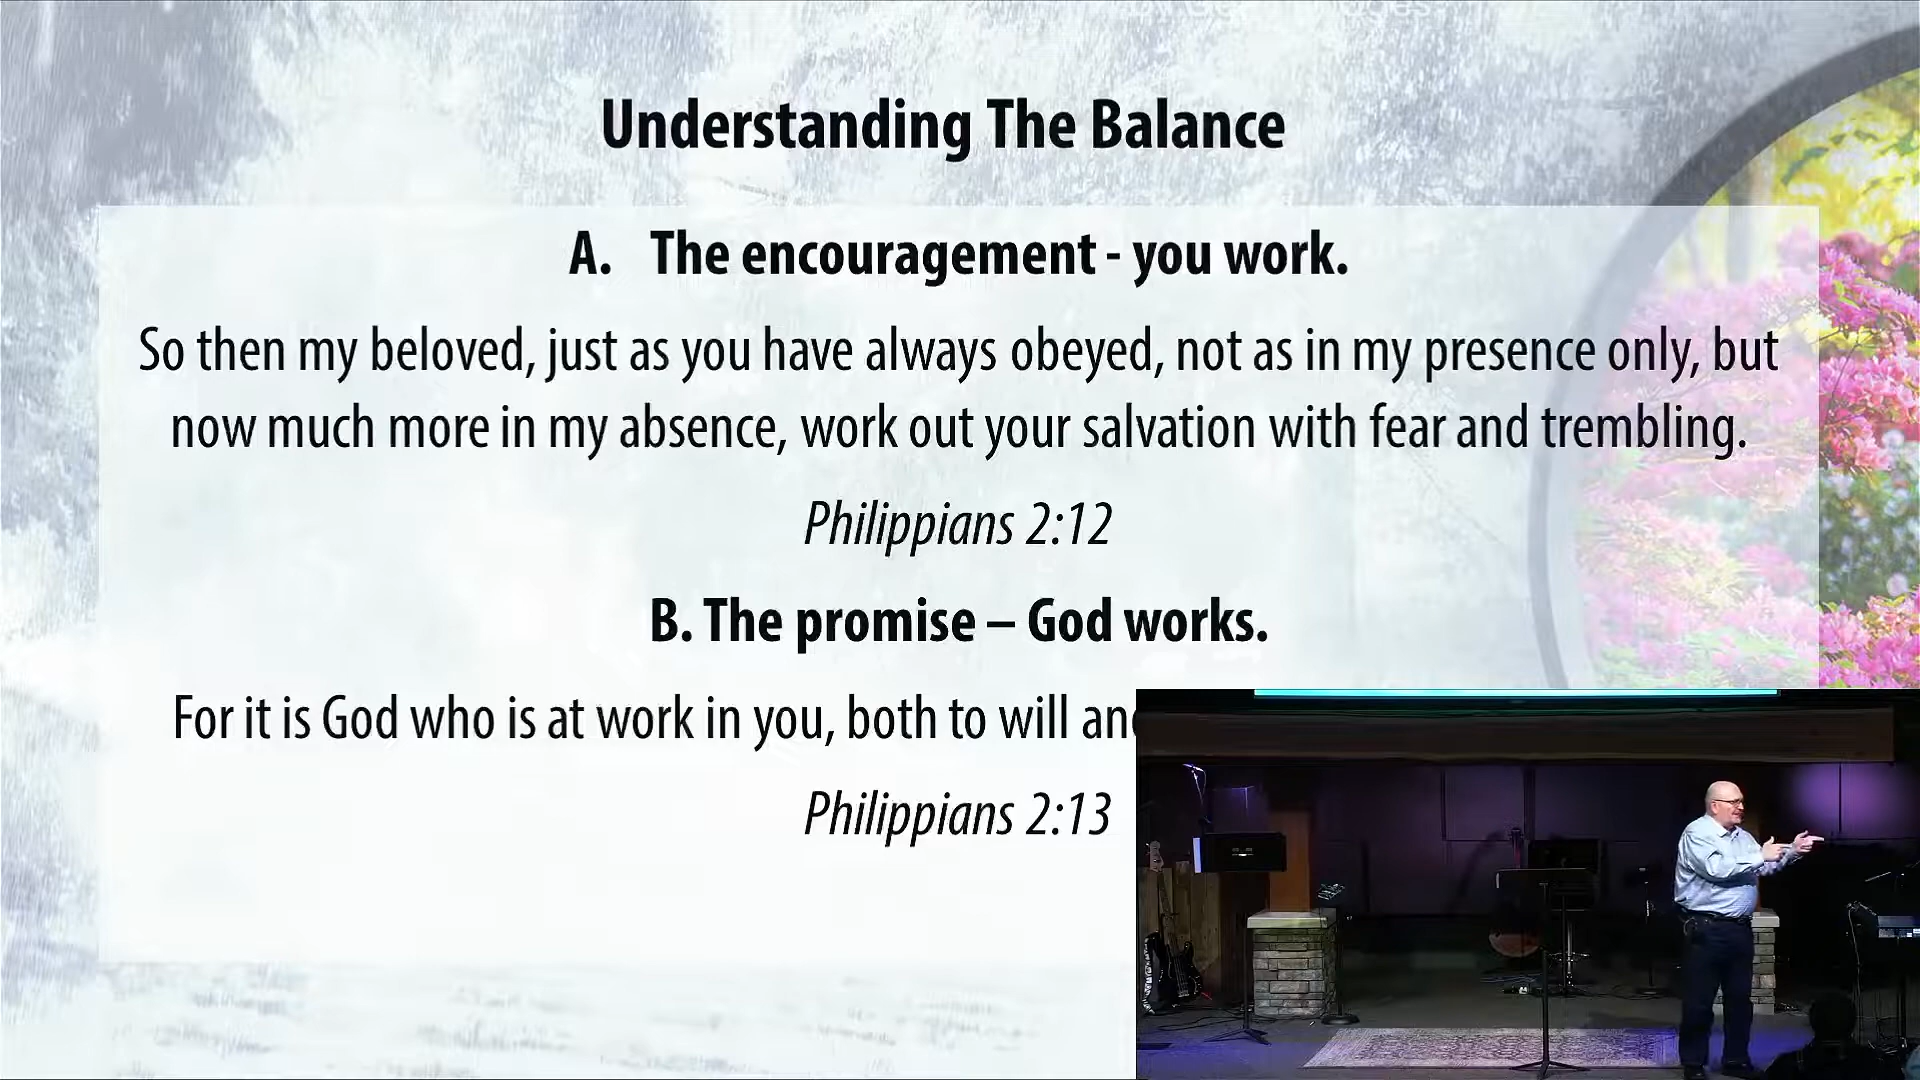 Understanding The Balance
A. The encouragement - you work.
So then my beloved, just as you have always obeyed, not as in my presence only, but
now much more in my absence, work out your salvation with fear and trembling.
Philippians 2:12
B. The promise – God works.
For it is God who is at work in you, both to will and
Philippians 2:13